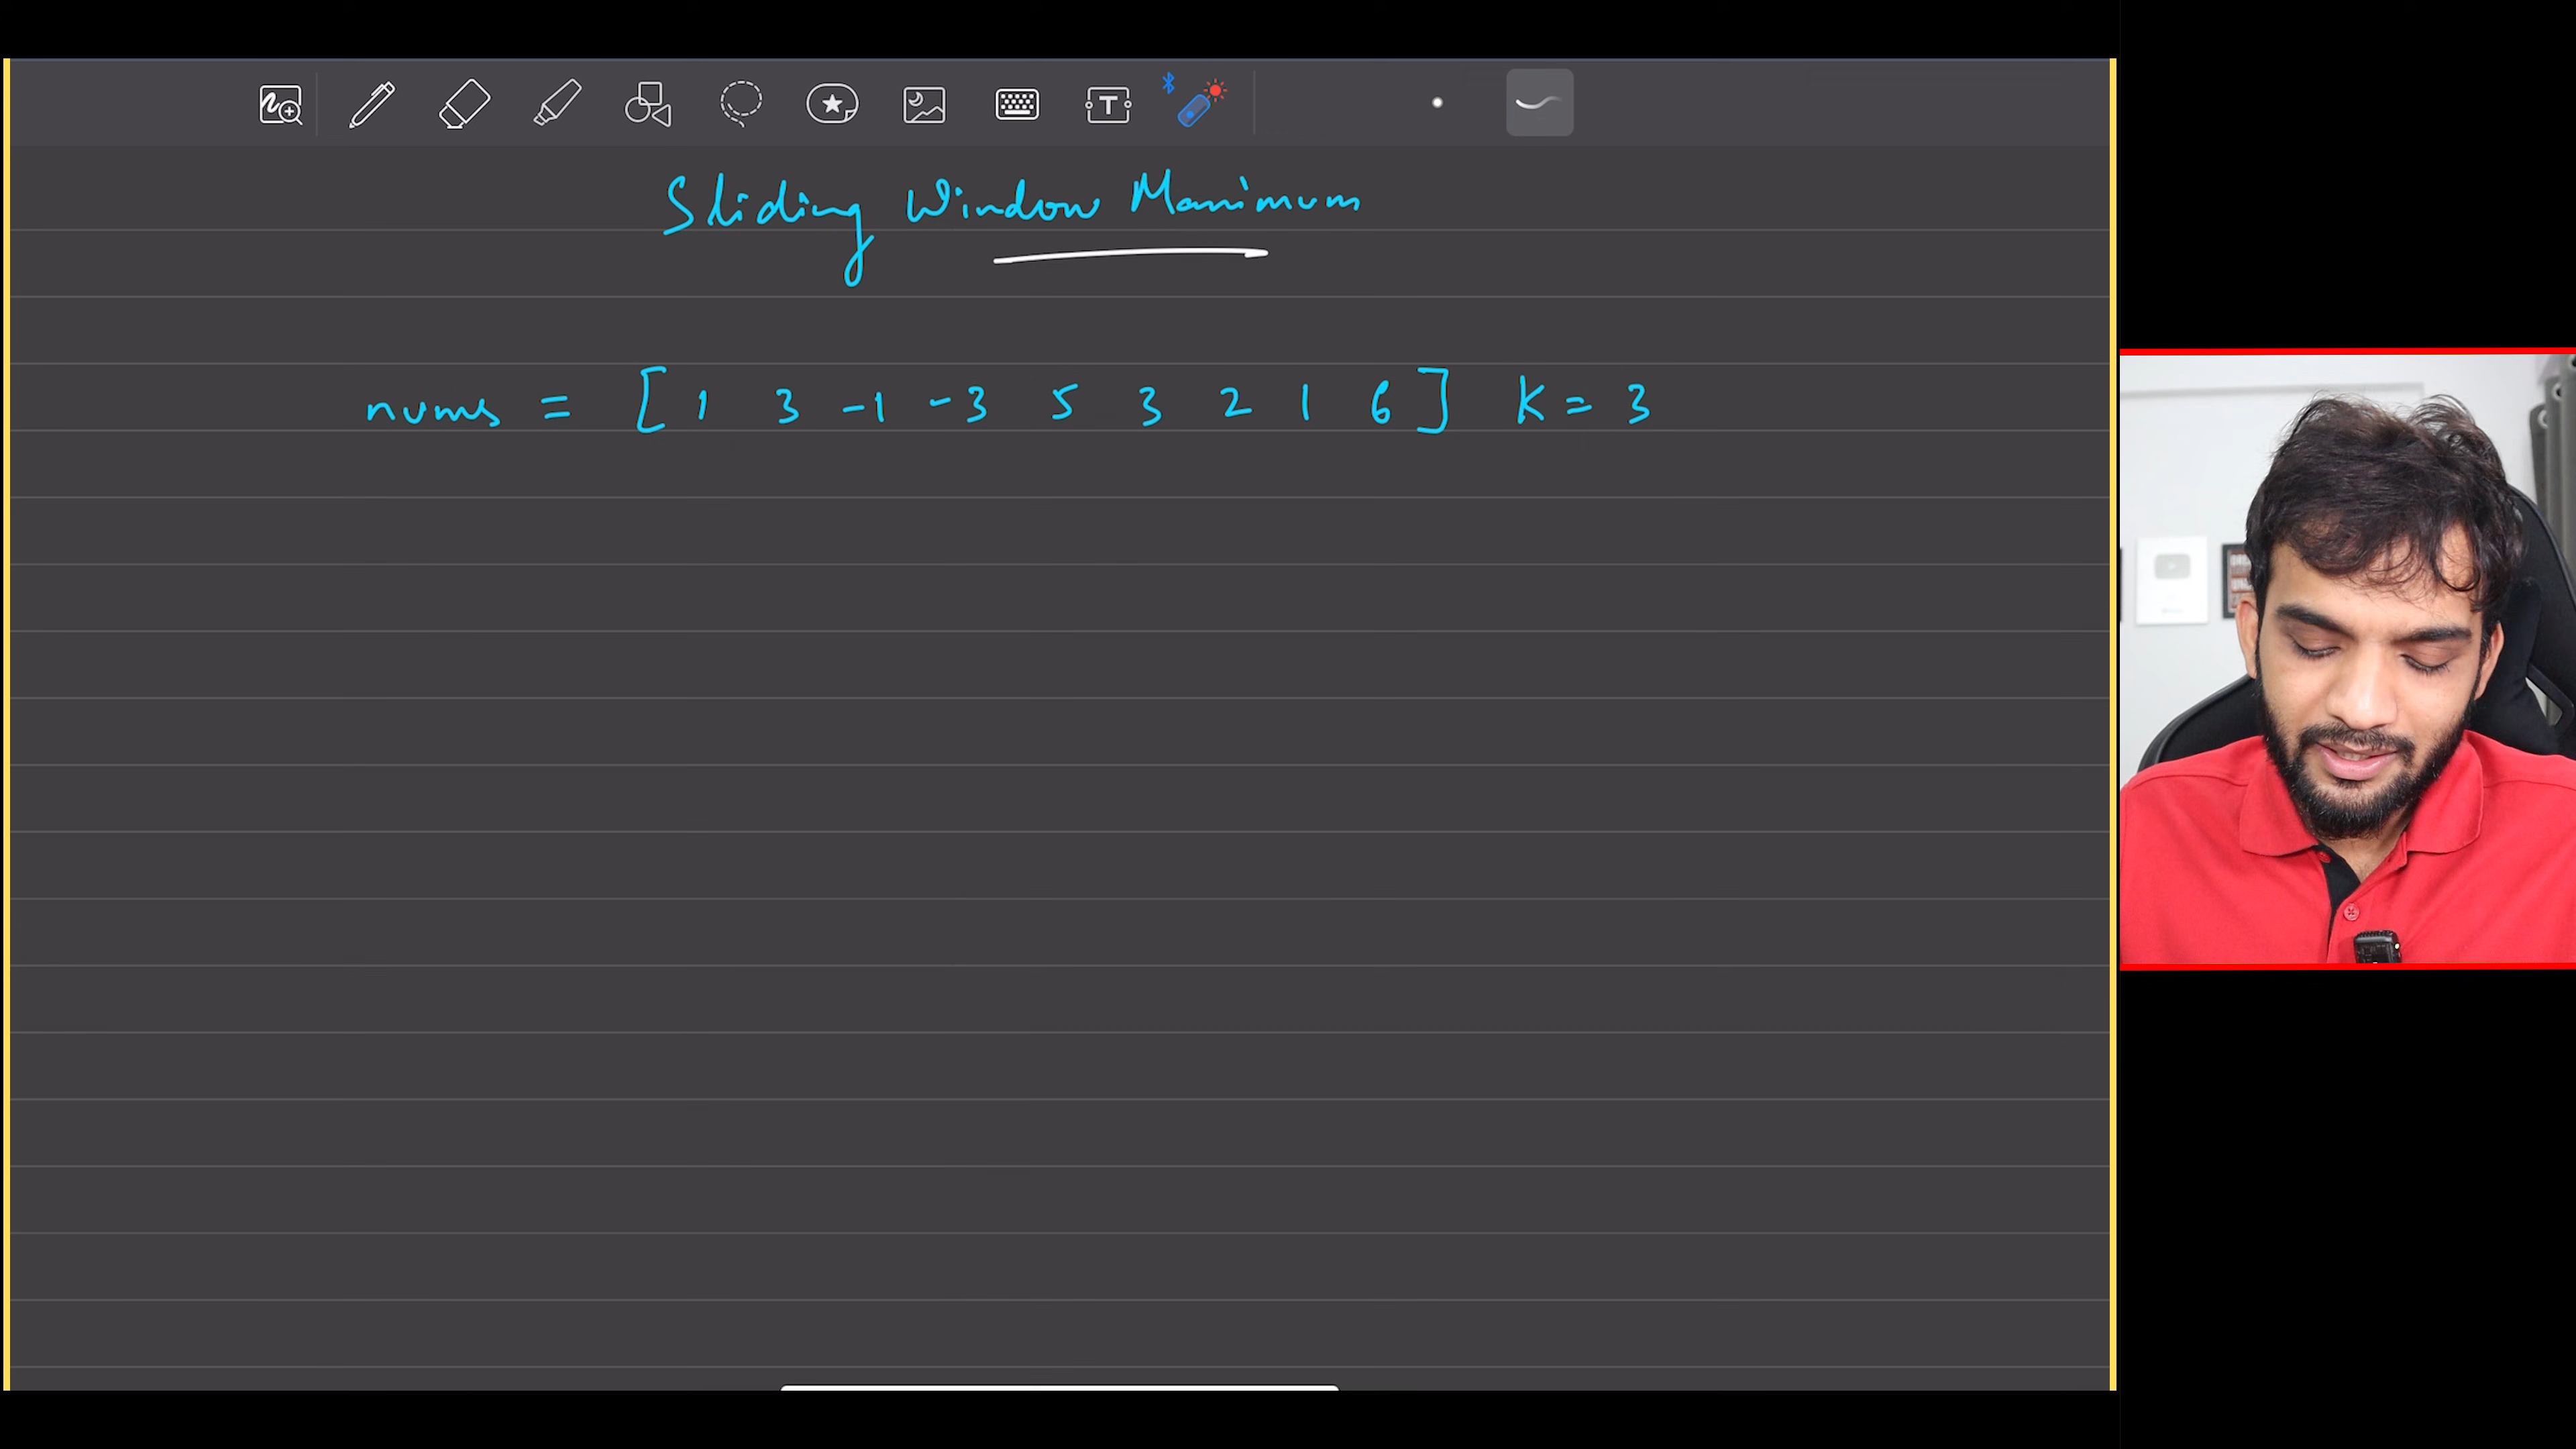 Sliding Window Maximum
nums = [ 1 3 -1 -3 5 3 2 1 6 ] K = 3